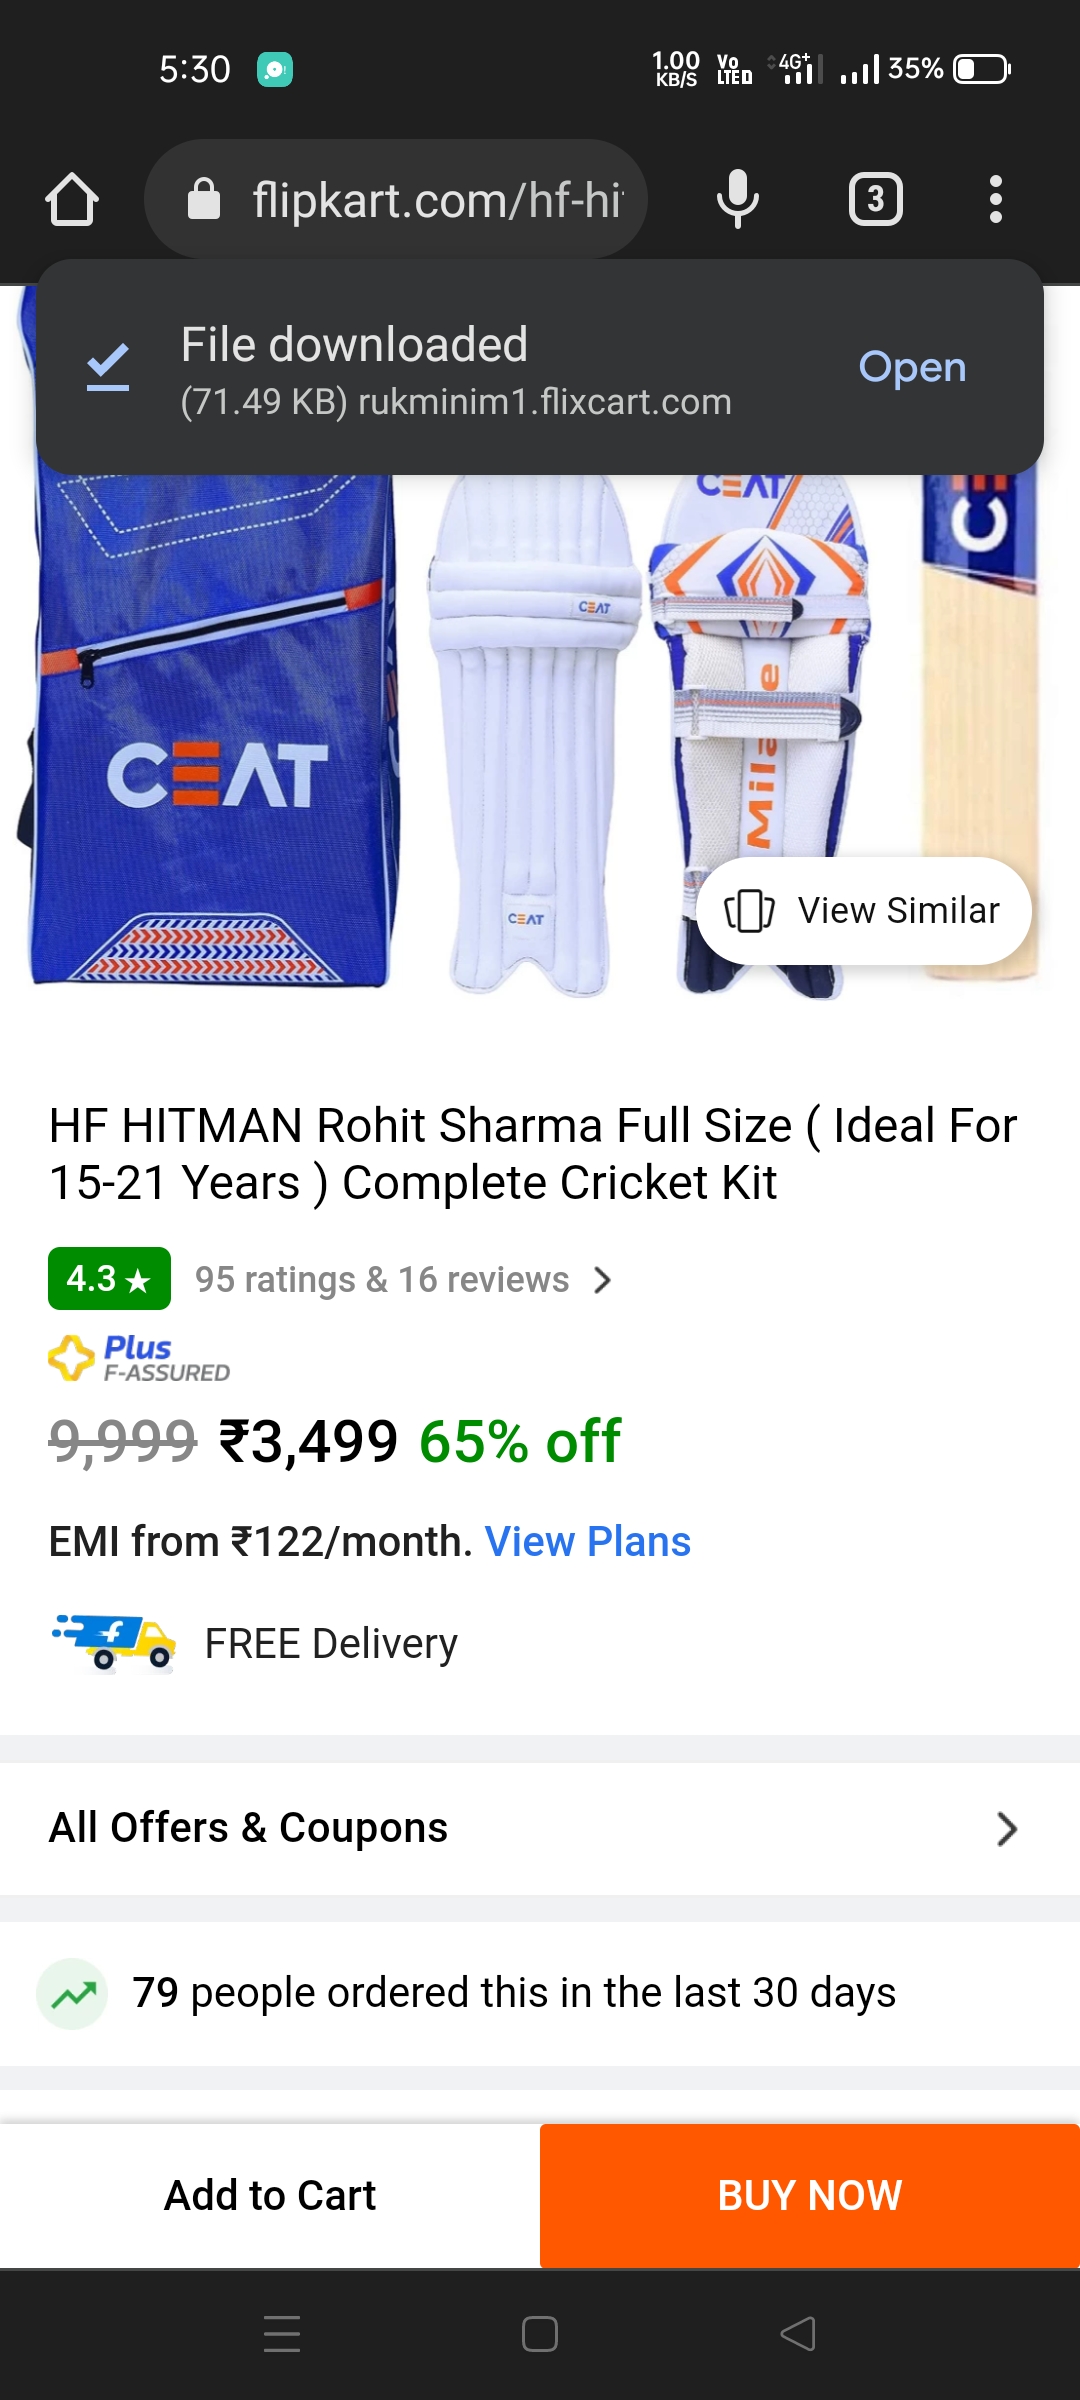 5:30
1.00 KB/S Vo LTE 4G+ 35%
flipkart.com/hf-hi
3
File downloaded
(71.49 KB) rukminim1.flixcart.com
Open
CEAT
CEAT
CEAT
CEAT
View Similar
HF HITMAN Rohit Sharma Full Size ( Ideal For
15-21 Years ) Complete Cricket Kit
4.3★ 95 ratings & 16 reviews
Plus
F-ASSURED
9,999 ₹3,499 65% off
EMI from ₹122/month. View Plans
f FREE Delivery
All Offers & Coupons
79 people ordered this in the last 30 days
Add to Cart
BUY NOW